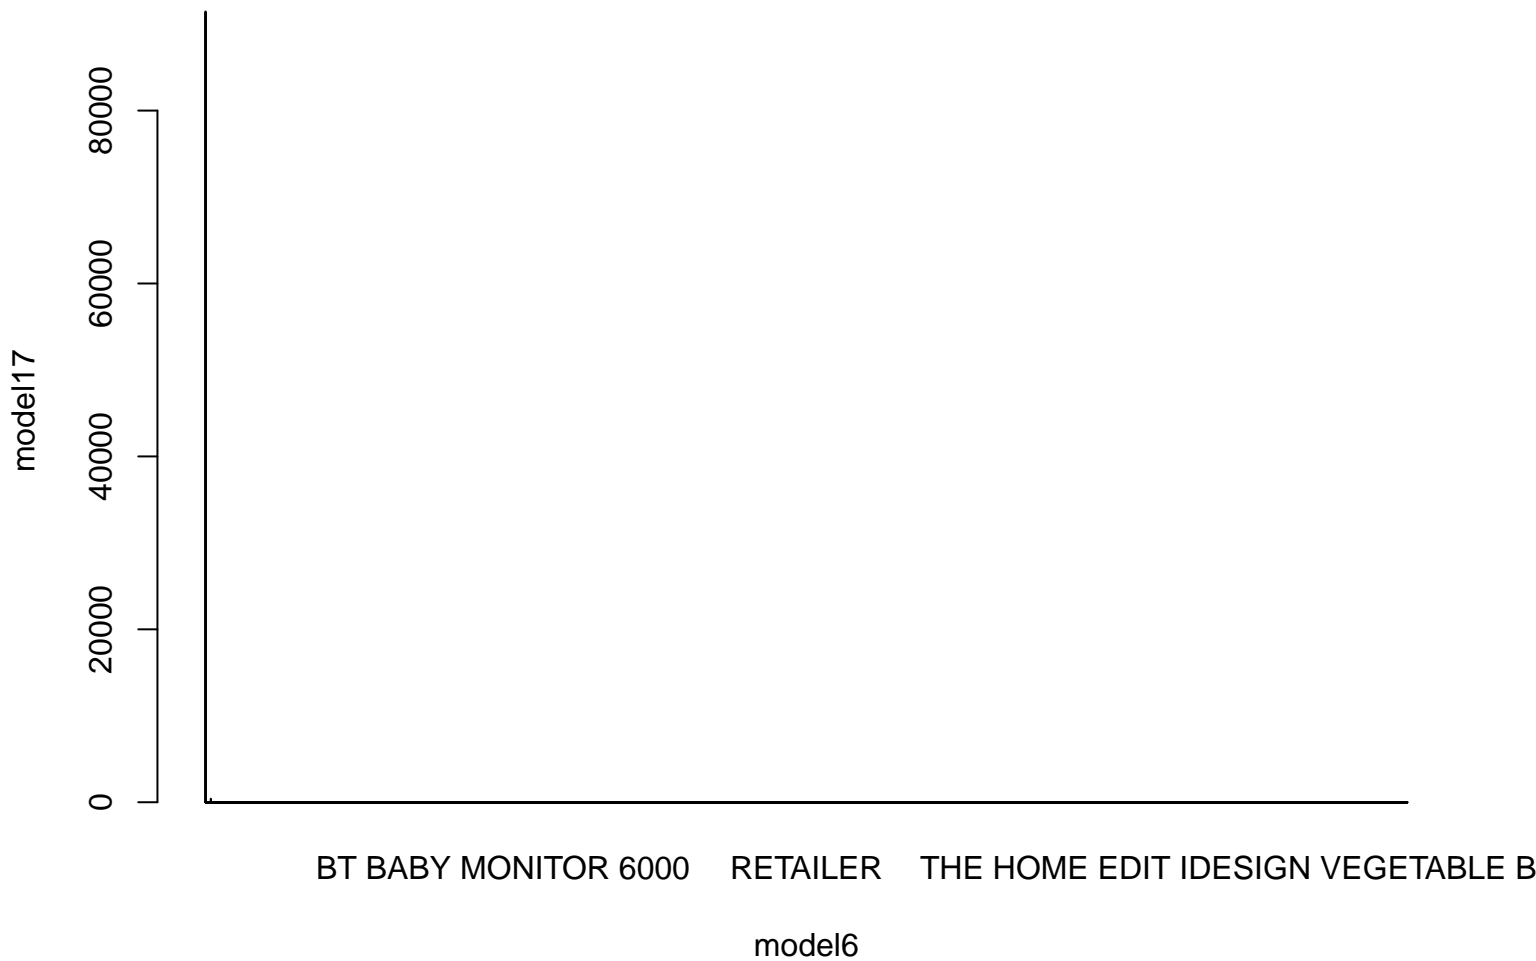 model17
80000
60000
40000
20000
0
BT BABY MONITOR 6000 RETAILER THE HOME EDIT IDESIGN VEGETABLE B
model6